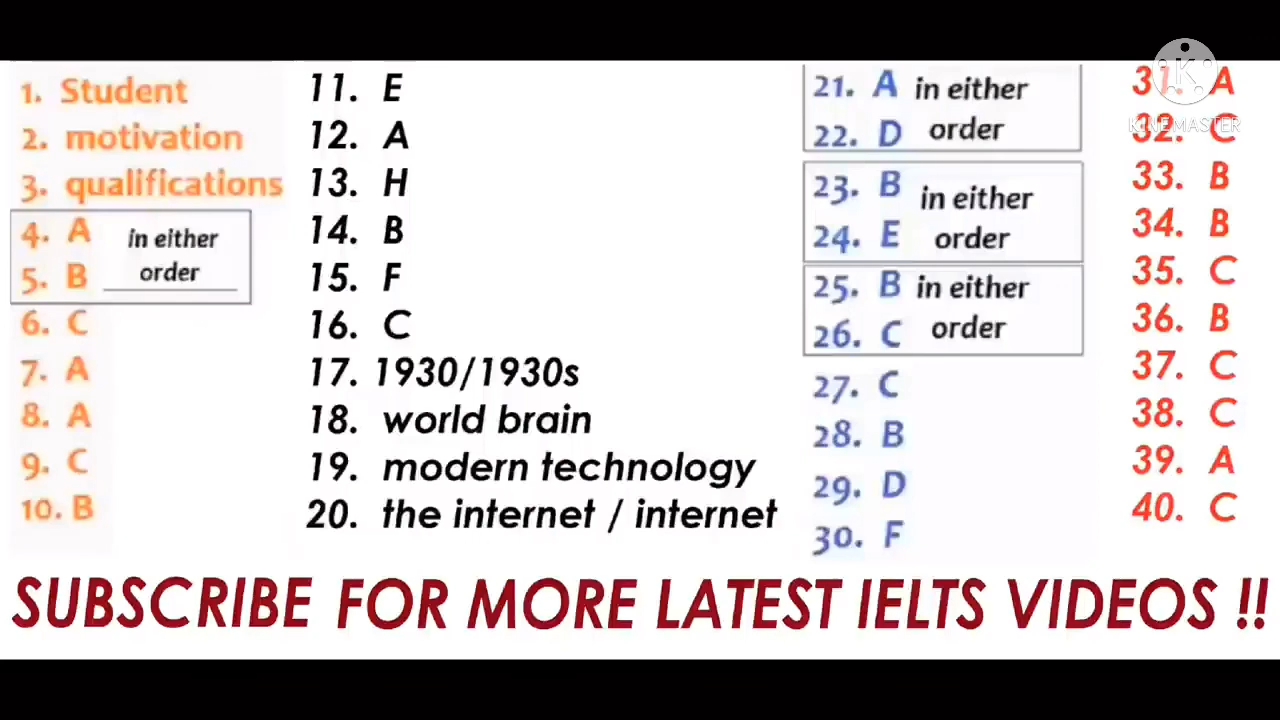 1. Student
2. motivation
3. qualifications
4. A
5. B
in either
order
6. C
7. A
8. A
9. C
10. B
11. E
12. A
13. H
14. B
15. F
16. C
17. 1930/1930s
18. world brain
19. modern technology
20. the internet / internet
21. A
22. D
in either
order
23. B
24. E
in either
order
25. B
26. C
in either
order
27. C
28. B
29. D
30. F
31. A
32. C
33. B
34. B
35. C
36. B
37. C
38. C
39. A
40. C
K
KINEMASTER
SUBSCRIBE FOR MORE LATEST IELTS VIDEOS !!